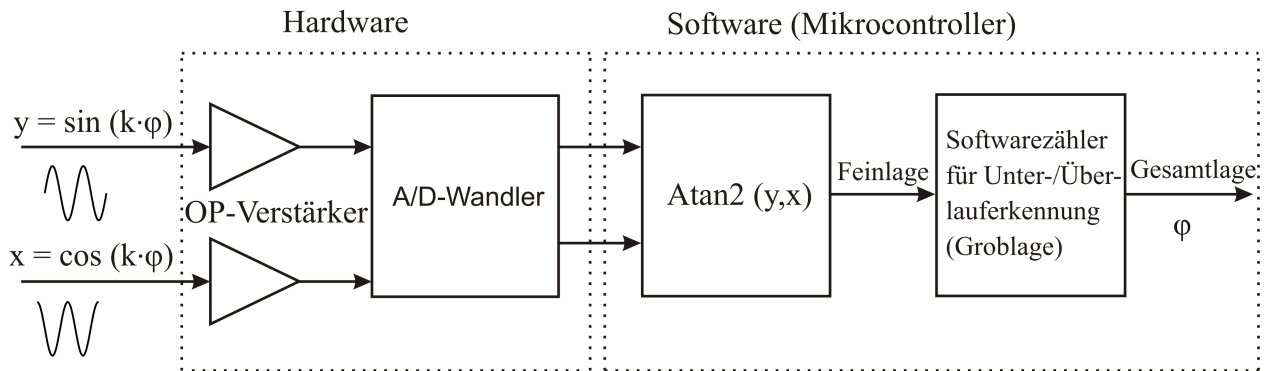 Hardware
Software (Mikrocontroller)
y = sin (k·φ)
OP-Verstärker
x = cos (k·φ)
A/D-Wandler
Atan2 (y,x)
Feinlage
Softwarezähler
für Unter-/Über-
lauferkennung
(Groblage)
Gesamtlage
φ